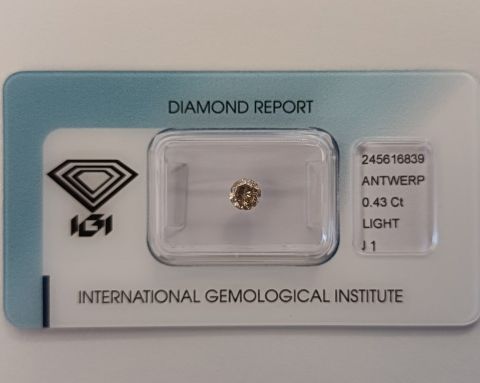 DIAMOND REPORT
IGI
245616839
ANTWERP
0.43 Ct
LIGHT
J 1
INTERNATIONAL GEMOLOGICAL INSTITUTE